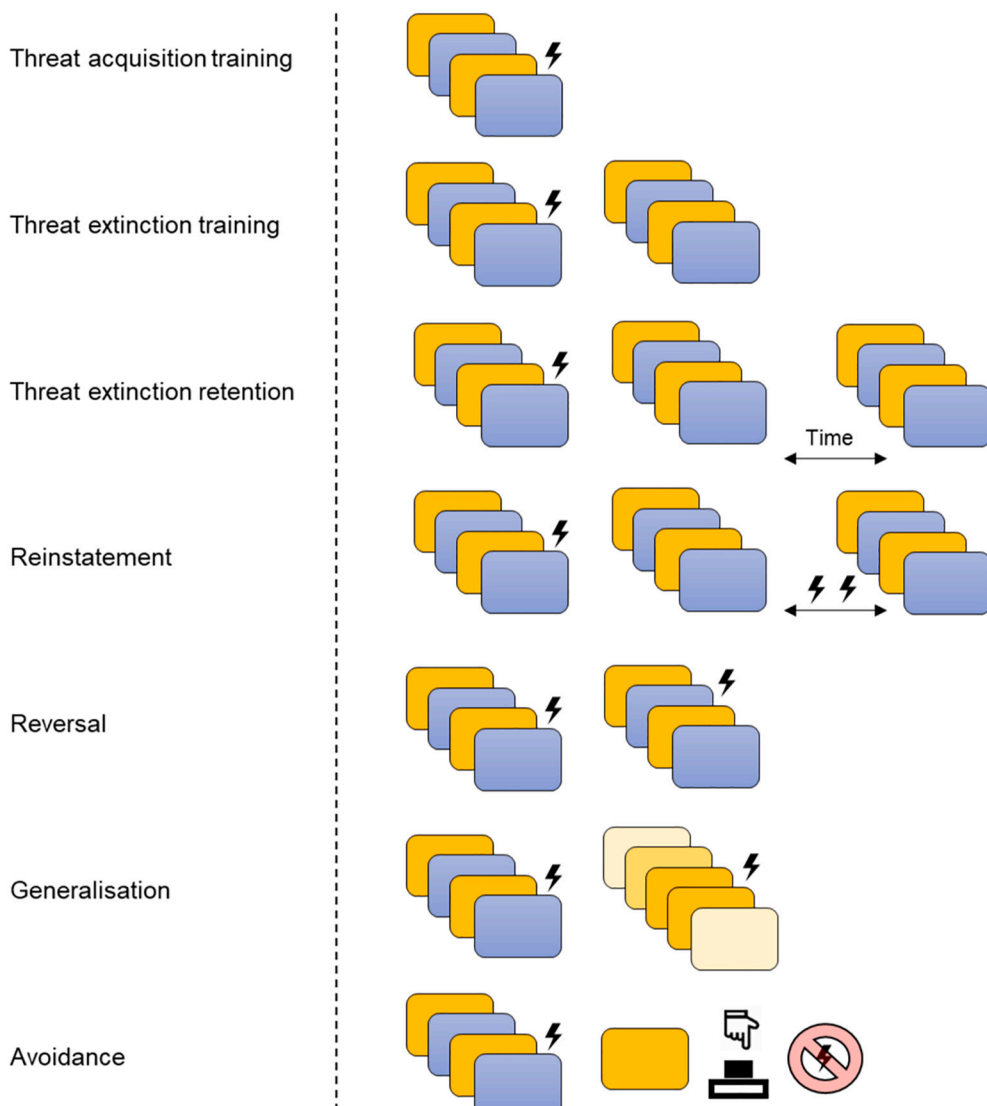 Threat acquisition training
Threat extinction training
Threat extinction retention
Time
Reinstatement
Reversal
Generalisation
Avoidance